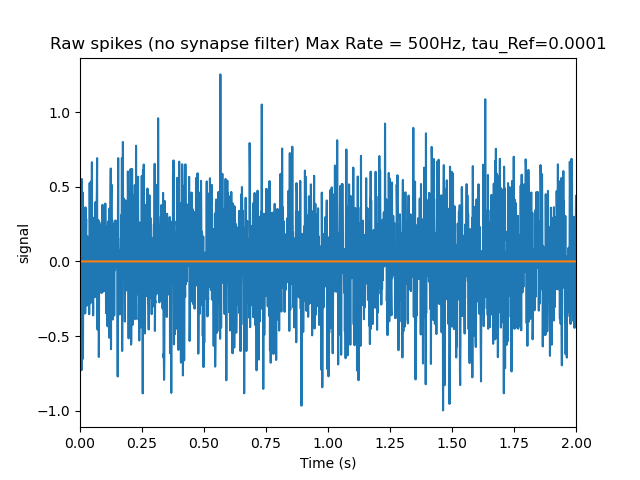 Raw spikes (no synapse filter) Max Rate = 500Hz, tau_Ref=0.0001
1.0
0.5
0.0
−0.5
−1.0
signal
0.00 0.25 0.50 0.75 1.00 1.25 1.50 1.75 2.00
Time (s)